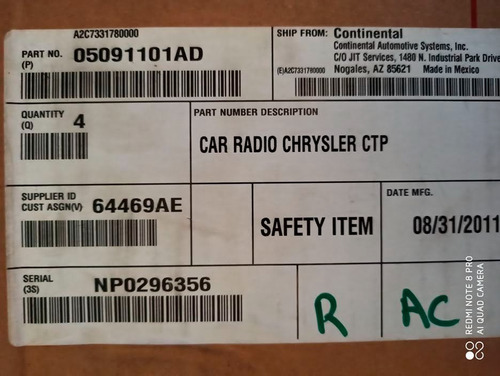 A2C7331780000
PART NO. 05091101AD
(P)
SHIP FROM: Continental
Continental Automotive Systems, Inc.
C/O JIT Services, 1480 N. Industrial Park Drive
(E)A2C7331780000 Nogales, AZ 85621 Made in Mexico
QUANTITY 4
(Q)
PART NUMBER DESCRIPTION
CAR RADIO CHRYSLER CTP
SUPPLIER ID
CUST ASGN(V) 64469AE
SAFETY ITEM
DATE MFG.
08/31/2011
SERIAL NP0296356
(3S)
R AC
REDMI NOTE 8 PRO
AI QUAD CAMERA